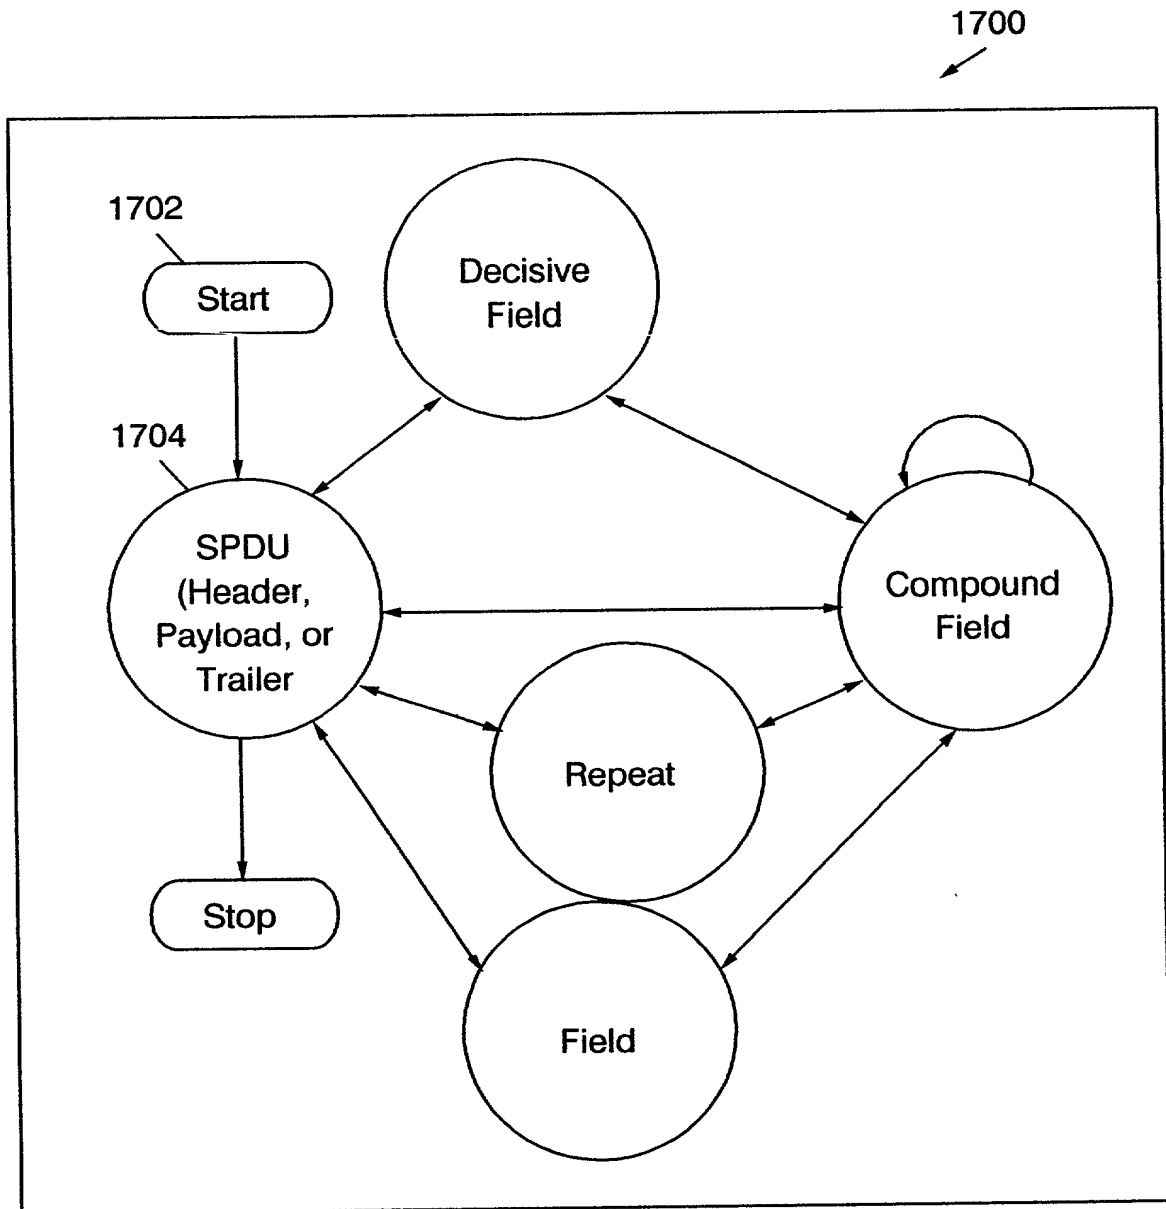 1700
1702
Start
Decisive
Field
1704
SPDU
(Header,
Payload, or
Trailer
Compound
Field
Repeat
Stop
Field